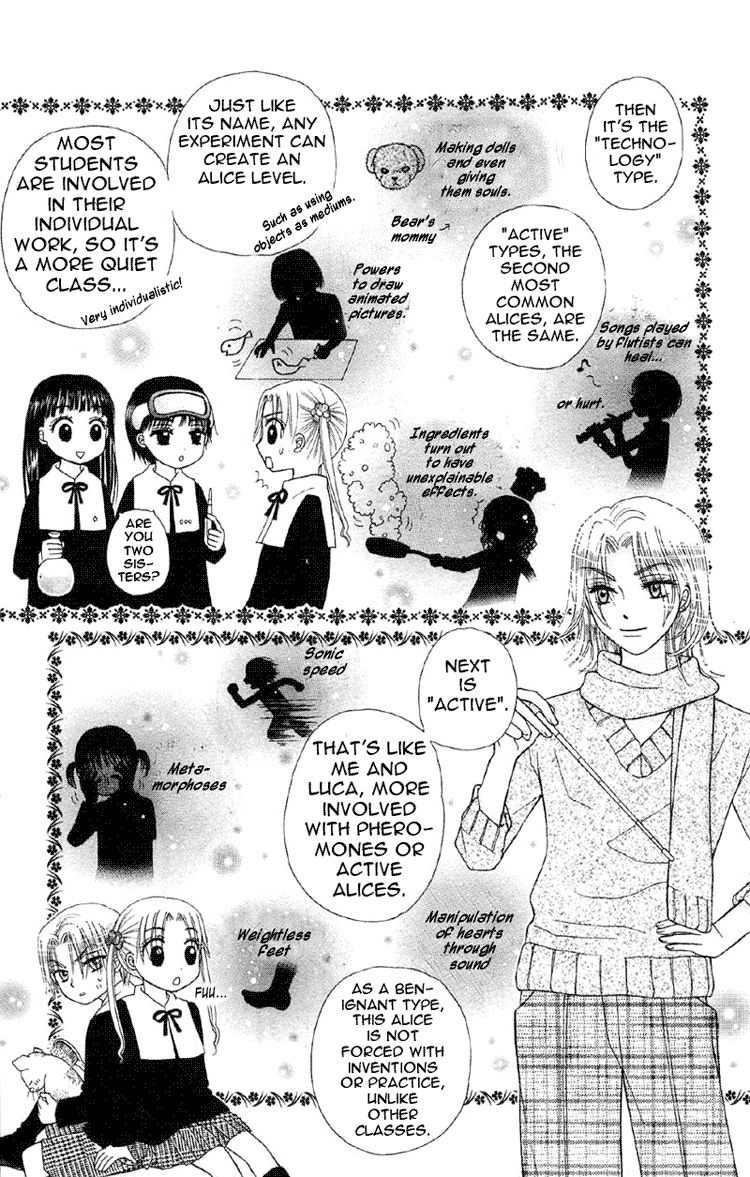 THEN
IT'S THE
"TECHNO-
LOGY"
TYPE.
"ACTIVE"
TYPES, THE
SECOND
MOST
COMMON
ALICES, ARE
THE SAME.
Songs played
by flutists can
heal...
or hurt.
Making dolls
and even
giving
them souls.
Bear's
mommy
JUST LIKE
ITS NAME, ANY
EXPERIMENT CAN
CREATE AN
ALICE LEVEL.
Such as using
objects as mediums.
Powers
to draw
animated
pictures.
Ingredients
turn out
to have
unexplainable
effects.
MOST
STUDENTS
ARE INVOLVED
IN THEIR
INDIVIDUAL
WORK, SO IT'S
A MORE QUIET
CLASS...
Very individualistic!
ARE
YOU
TWO
SIS-
TERS?
NEXT
IS
"ACTIVE".
Sonic
speed
THAT'S LIKE
ME AND
LUCA, MORE
INVOLVED
WITH PHERO-
MONES OR
ACTIVE
ALICES.
Meta-
morphoses
Manipulation
of hearts
through
sound
Weightless
feet
FUU...
AS A BEN-
IGNANT TYPE,
THIS ALICE
IS NOT
FORCED WITH
INVENTIONS
OR PRACTICE,
UNLIKE
OTHER
CLASSES.